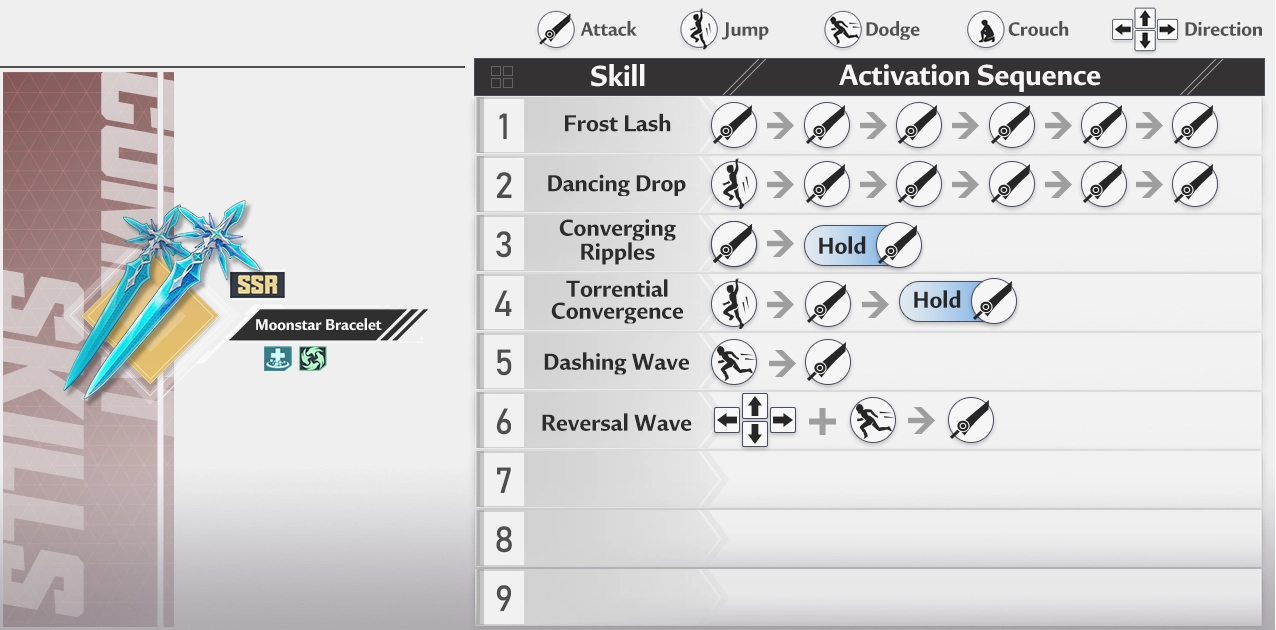 Attack
Jump
Dodge
Crouch
Direction
Skill
Activation Sequence
1
Frost Lash
2
Dancing Drop
3
Converging
Ripples
Hold
4
Torrential
Convergence
Hold
5
Dashing Wave
6
Reversal Wave
7
8
9
SSR
Moonstar Bracelet
SKILLS